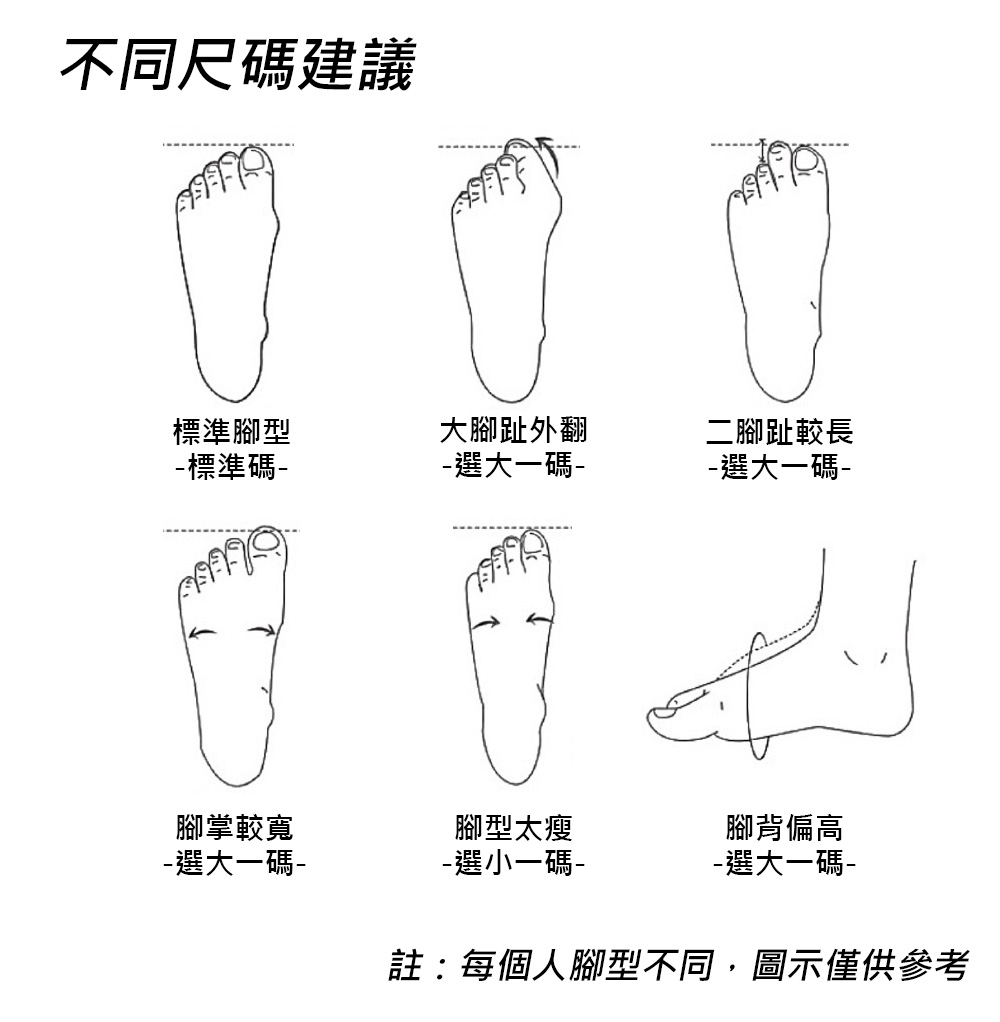 不同尺碼建議
標準腳型
-標準碼-
大腳趾外翻
-選大一碼-
二腳趾較長
-選大一碼-
腳掌較寬
-選大一碼-
腳型太瘦
-選小一碼-
腳背偏高
-選大一碼-
註：每個人腳型不同，圖示僅供參考